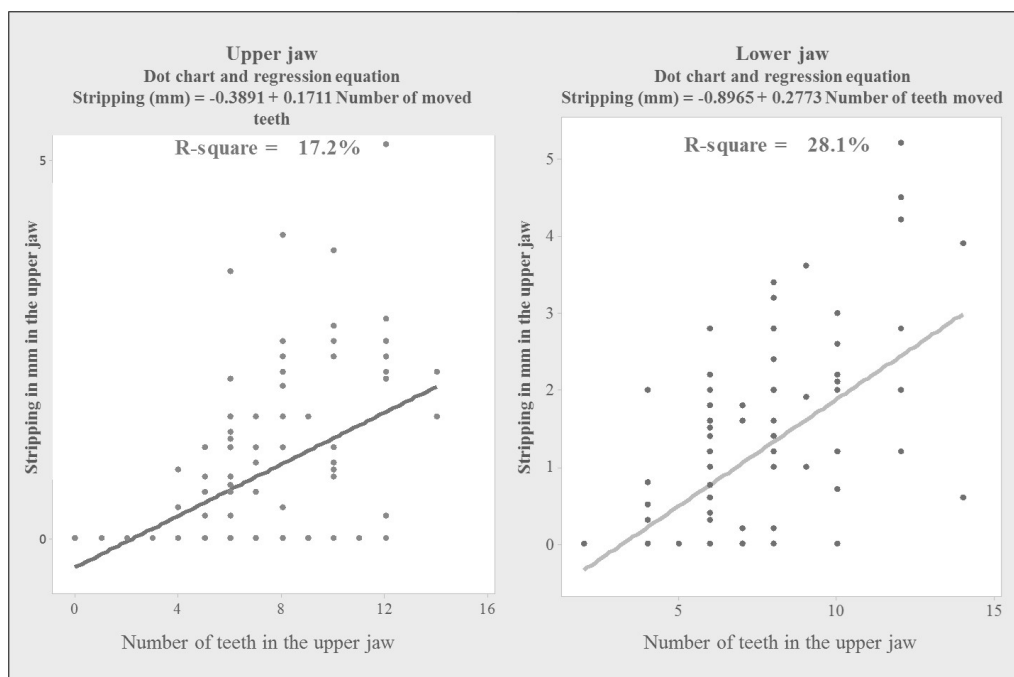 Upper jaw
Dot chart and regression equation
Stripping (mm) = -0.3891 + 0.1711 Number of moved
teeth
R-square = 17.2%
Stripping in mm in the upper jaw
5
0
0 4 8 12 16
Number of teeth in the upper jaw
Lower jaw
Dot chart and regression equation
Stripping (mm) = -0.8965 + 0.2773 Number of teeth moved
R-square = 28.1%
Stripping in mm in the upper jaw
5
4
3
2
1
0
5 10 15
Number of teeth in the upper jaw